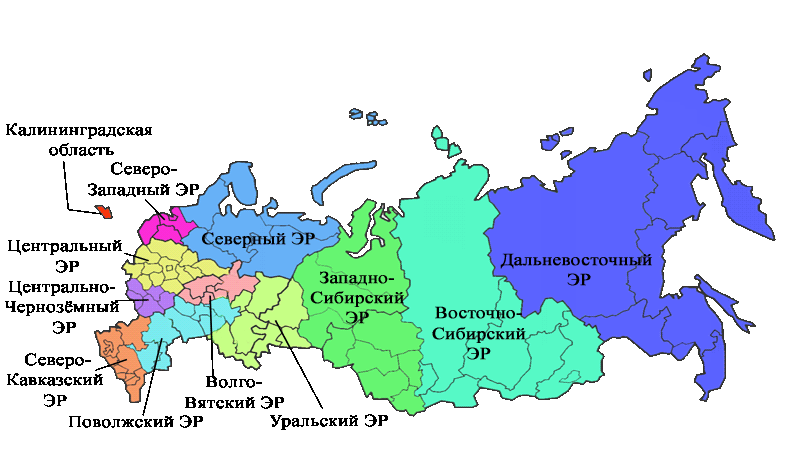 Калининградская
область
Северо-
Западный ЭР
Северный ЭР
Центральный
ЭР
Центрально-
Чернозёмный
ЭР
Северо-
Кавказский
ЭР
Поволжский ЭР
Волго-
Вятский ЭР
Уральский ЭР
Западно-
Сибирский
ЭР
Восточно-
Сибирский
ЭР
Дальневосточный
ЭР